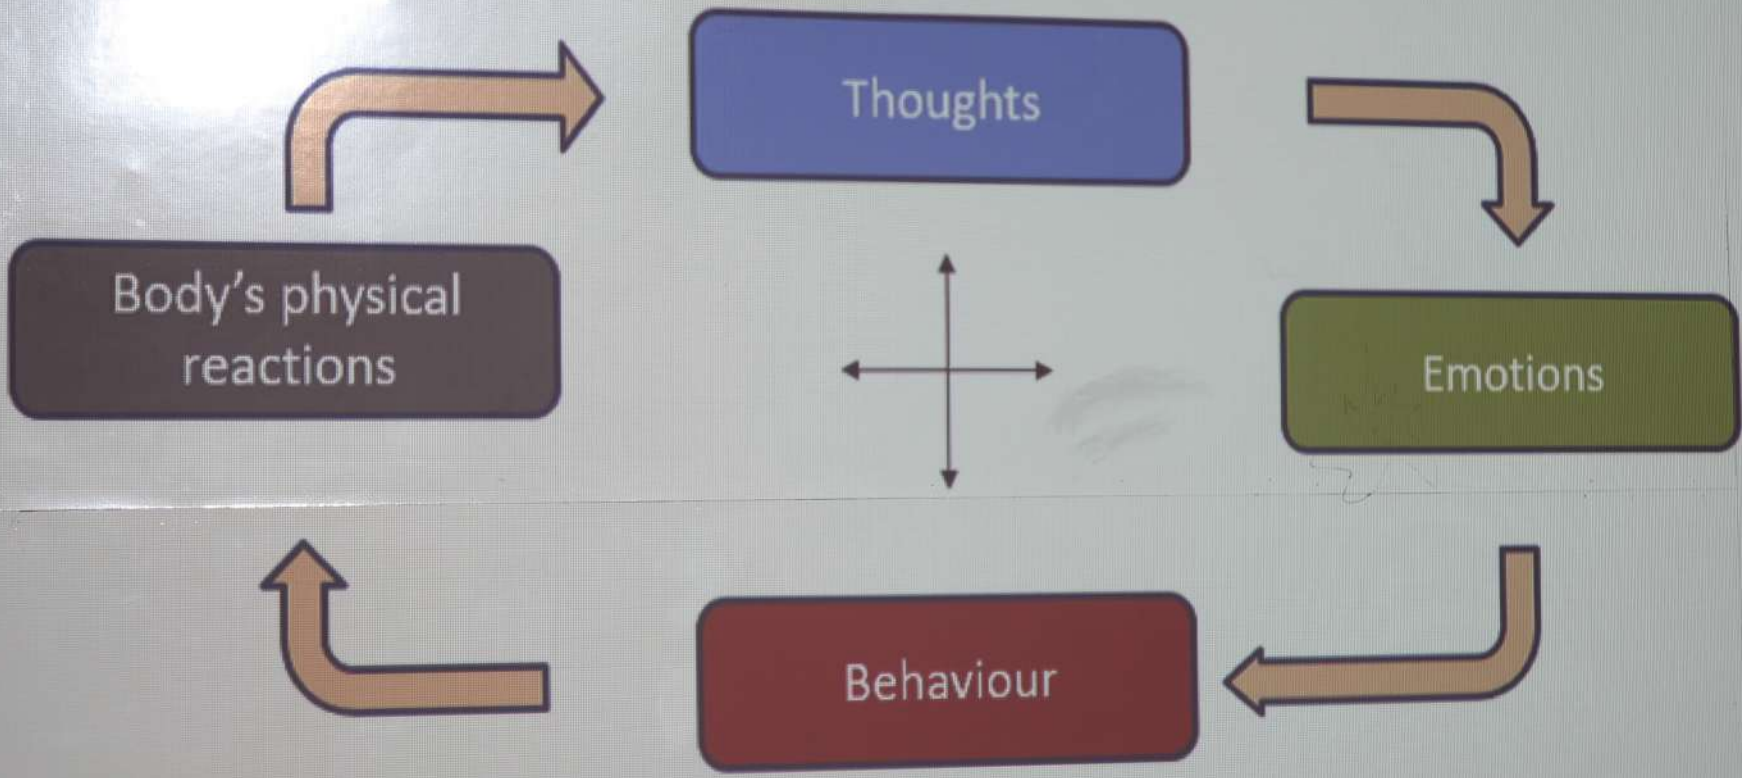 Thoughts
Body's physical
reactions
Emotions
Behaviour